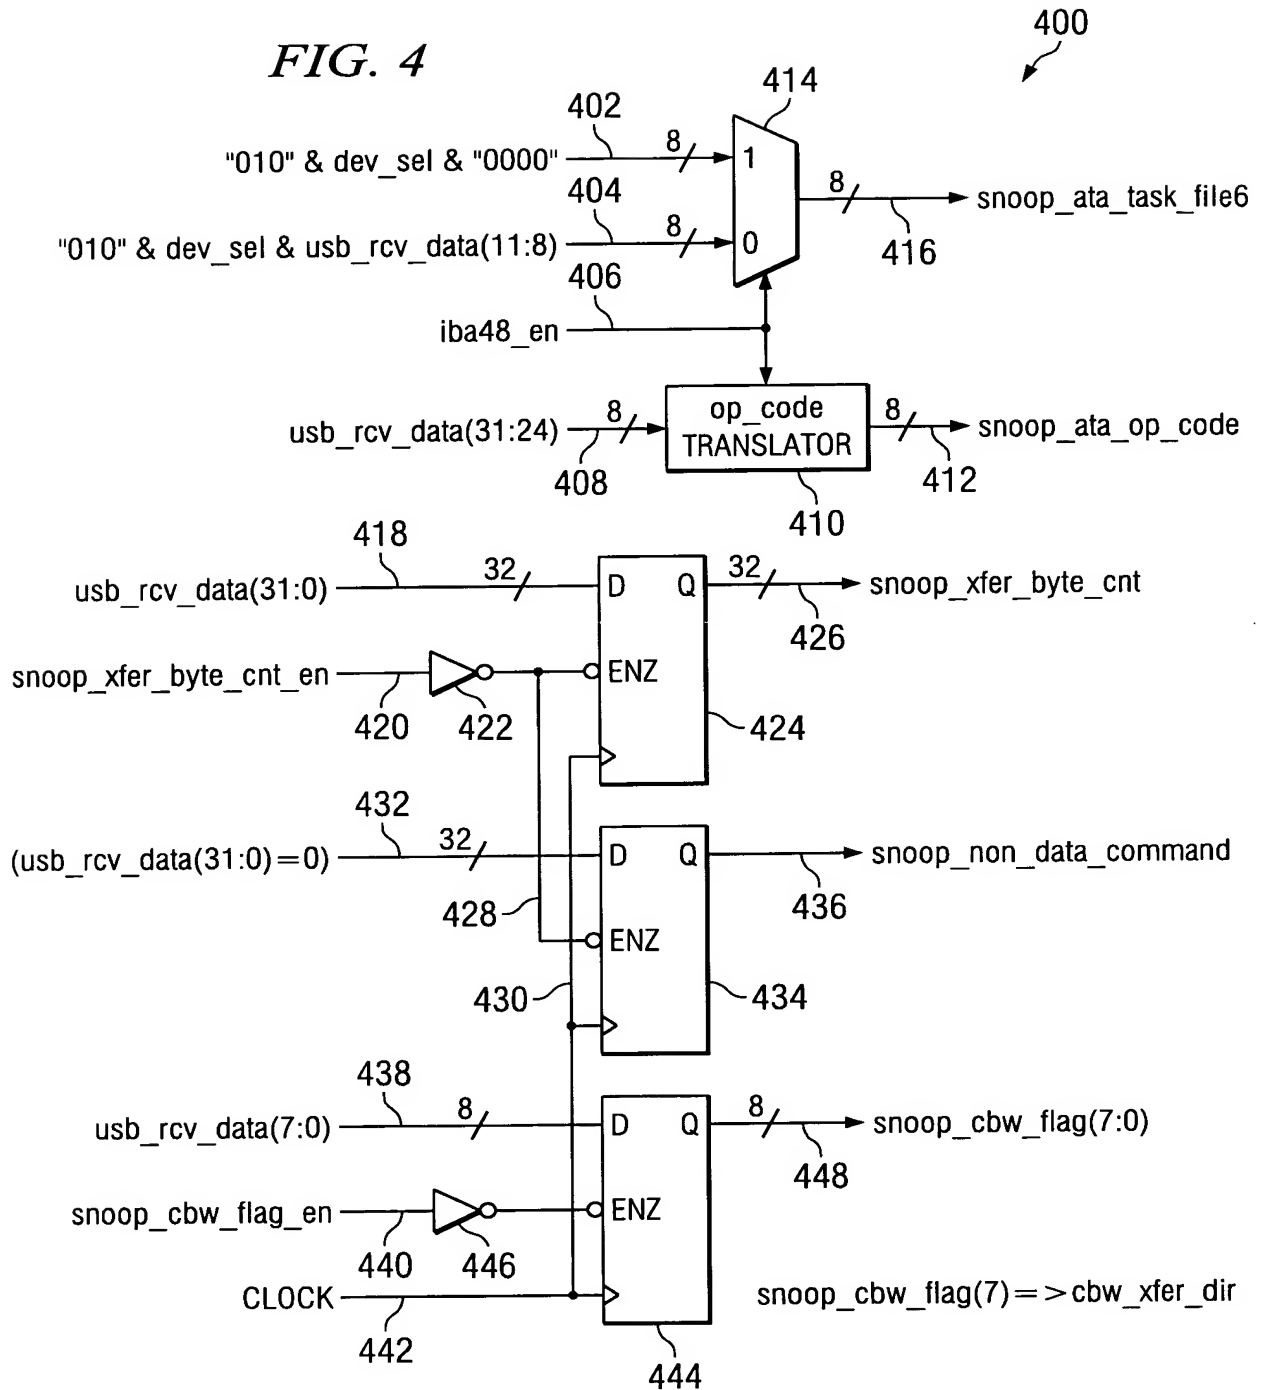 FIG. 4
400
414
402
"010" & dev_sel & "0000"
8
1
404
8
snoop_ata_task_file6
416
"010" & dev_sel & usb_rcv_data(11:8)
8
0
406
iba48_en
usb_rcv_data(31:24)
8
408
op_code
TRANSLATOR
410
8
snoop_ata_op_code
412
418
usb_rcv_data(31:0)
32
D
Q
32
snoop_xfer_byte_cnt
426
snoop_xfer_byte_cnt_en
420
422
ENZ
424
432
(usb_rcv_data(31:0)=0)
32
D
Q
snoop_non_data_command
436
428
ENZ
430
434
438
usb_rcv_data(7:0)
8
D
Q
8
snoop_cbw_flag(7:0)
448
snoop_cbw_flag_en
440
446
ENZ
CLOCK
442
444
snoop_cbw_flag(7)=>cbw_xfer_dir